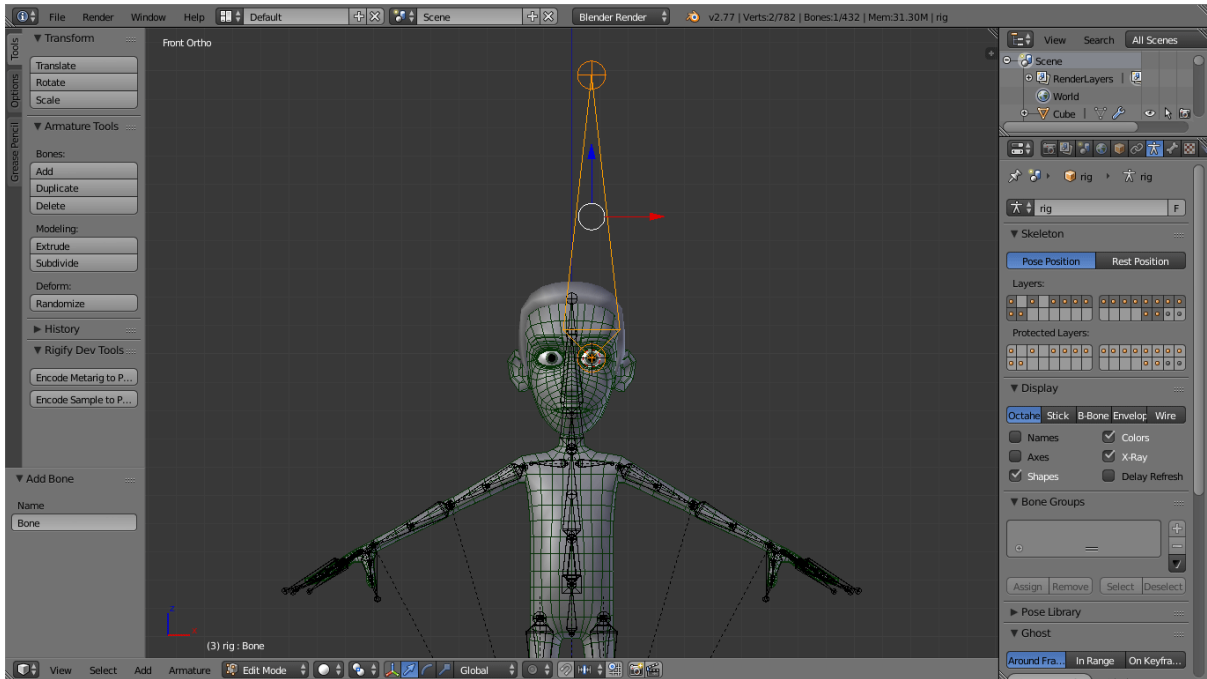 File Render Window Help Default Scene Blender Render v2.77 | Verts:2/782 | Bones:1/432 | Mem:31.30M | rig
Tools
Options
Grease Pencil
Transform
Translate
Rotate
Scale
Armature Tools
Bones:
Add
Duplicate
Delete
Modeling:
Extrude
Subdivide
Deform:
Randomize
History
Rigify Dev Tools
Encode Metarig to P...
Encode Sample to P...
Add Bone
Name
Bone
Front Ortho
z
x
(3) rig : Bone
View Select Add Armature Edit Mode Global
View Search All Scenes
Scene
RenderLayers
World
Cube
rig rig
rig F
Skeleton
Pose Position Rest Position
Layers:
Protected Layers:
Display
Octahe Stick B-Bone Envelop Wire
Names Colors
Axes X-Ray
Shapes Delay Refresh
Bone Groups
Assign Remove Select Deselect
Pose Library
Ghost
Around Fra... In Range On Keyfra...